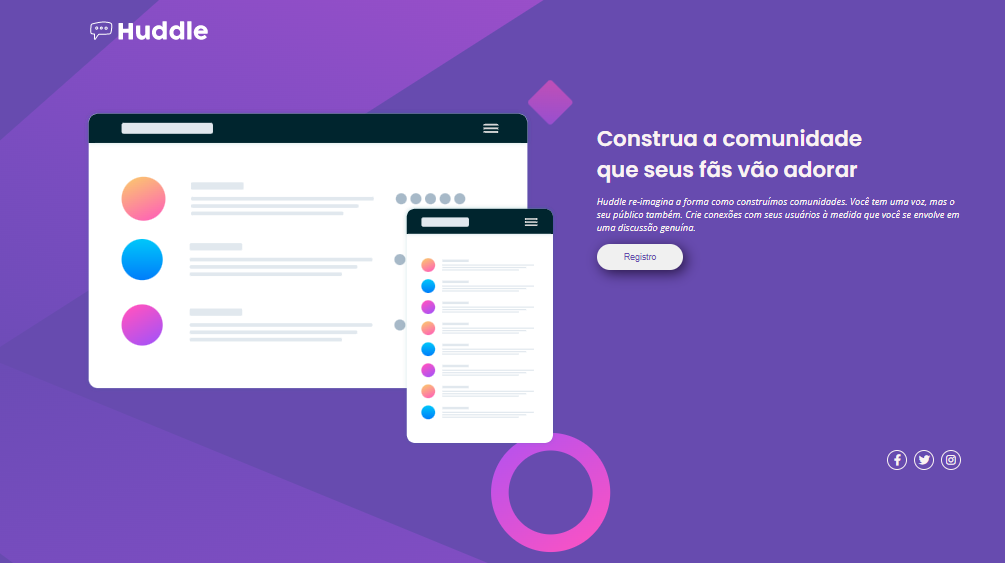 Huddle
Construa a comunidade
que seus fãs vão adorar
Huddle re-imagina a forma como construímos comunidades. Você tem uma voz, mas o
seu público também. Crie conexões com seus usuários à medida que você se envolve em
uma discussão genuína.
Registro